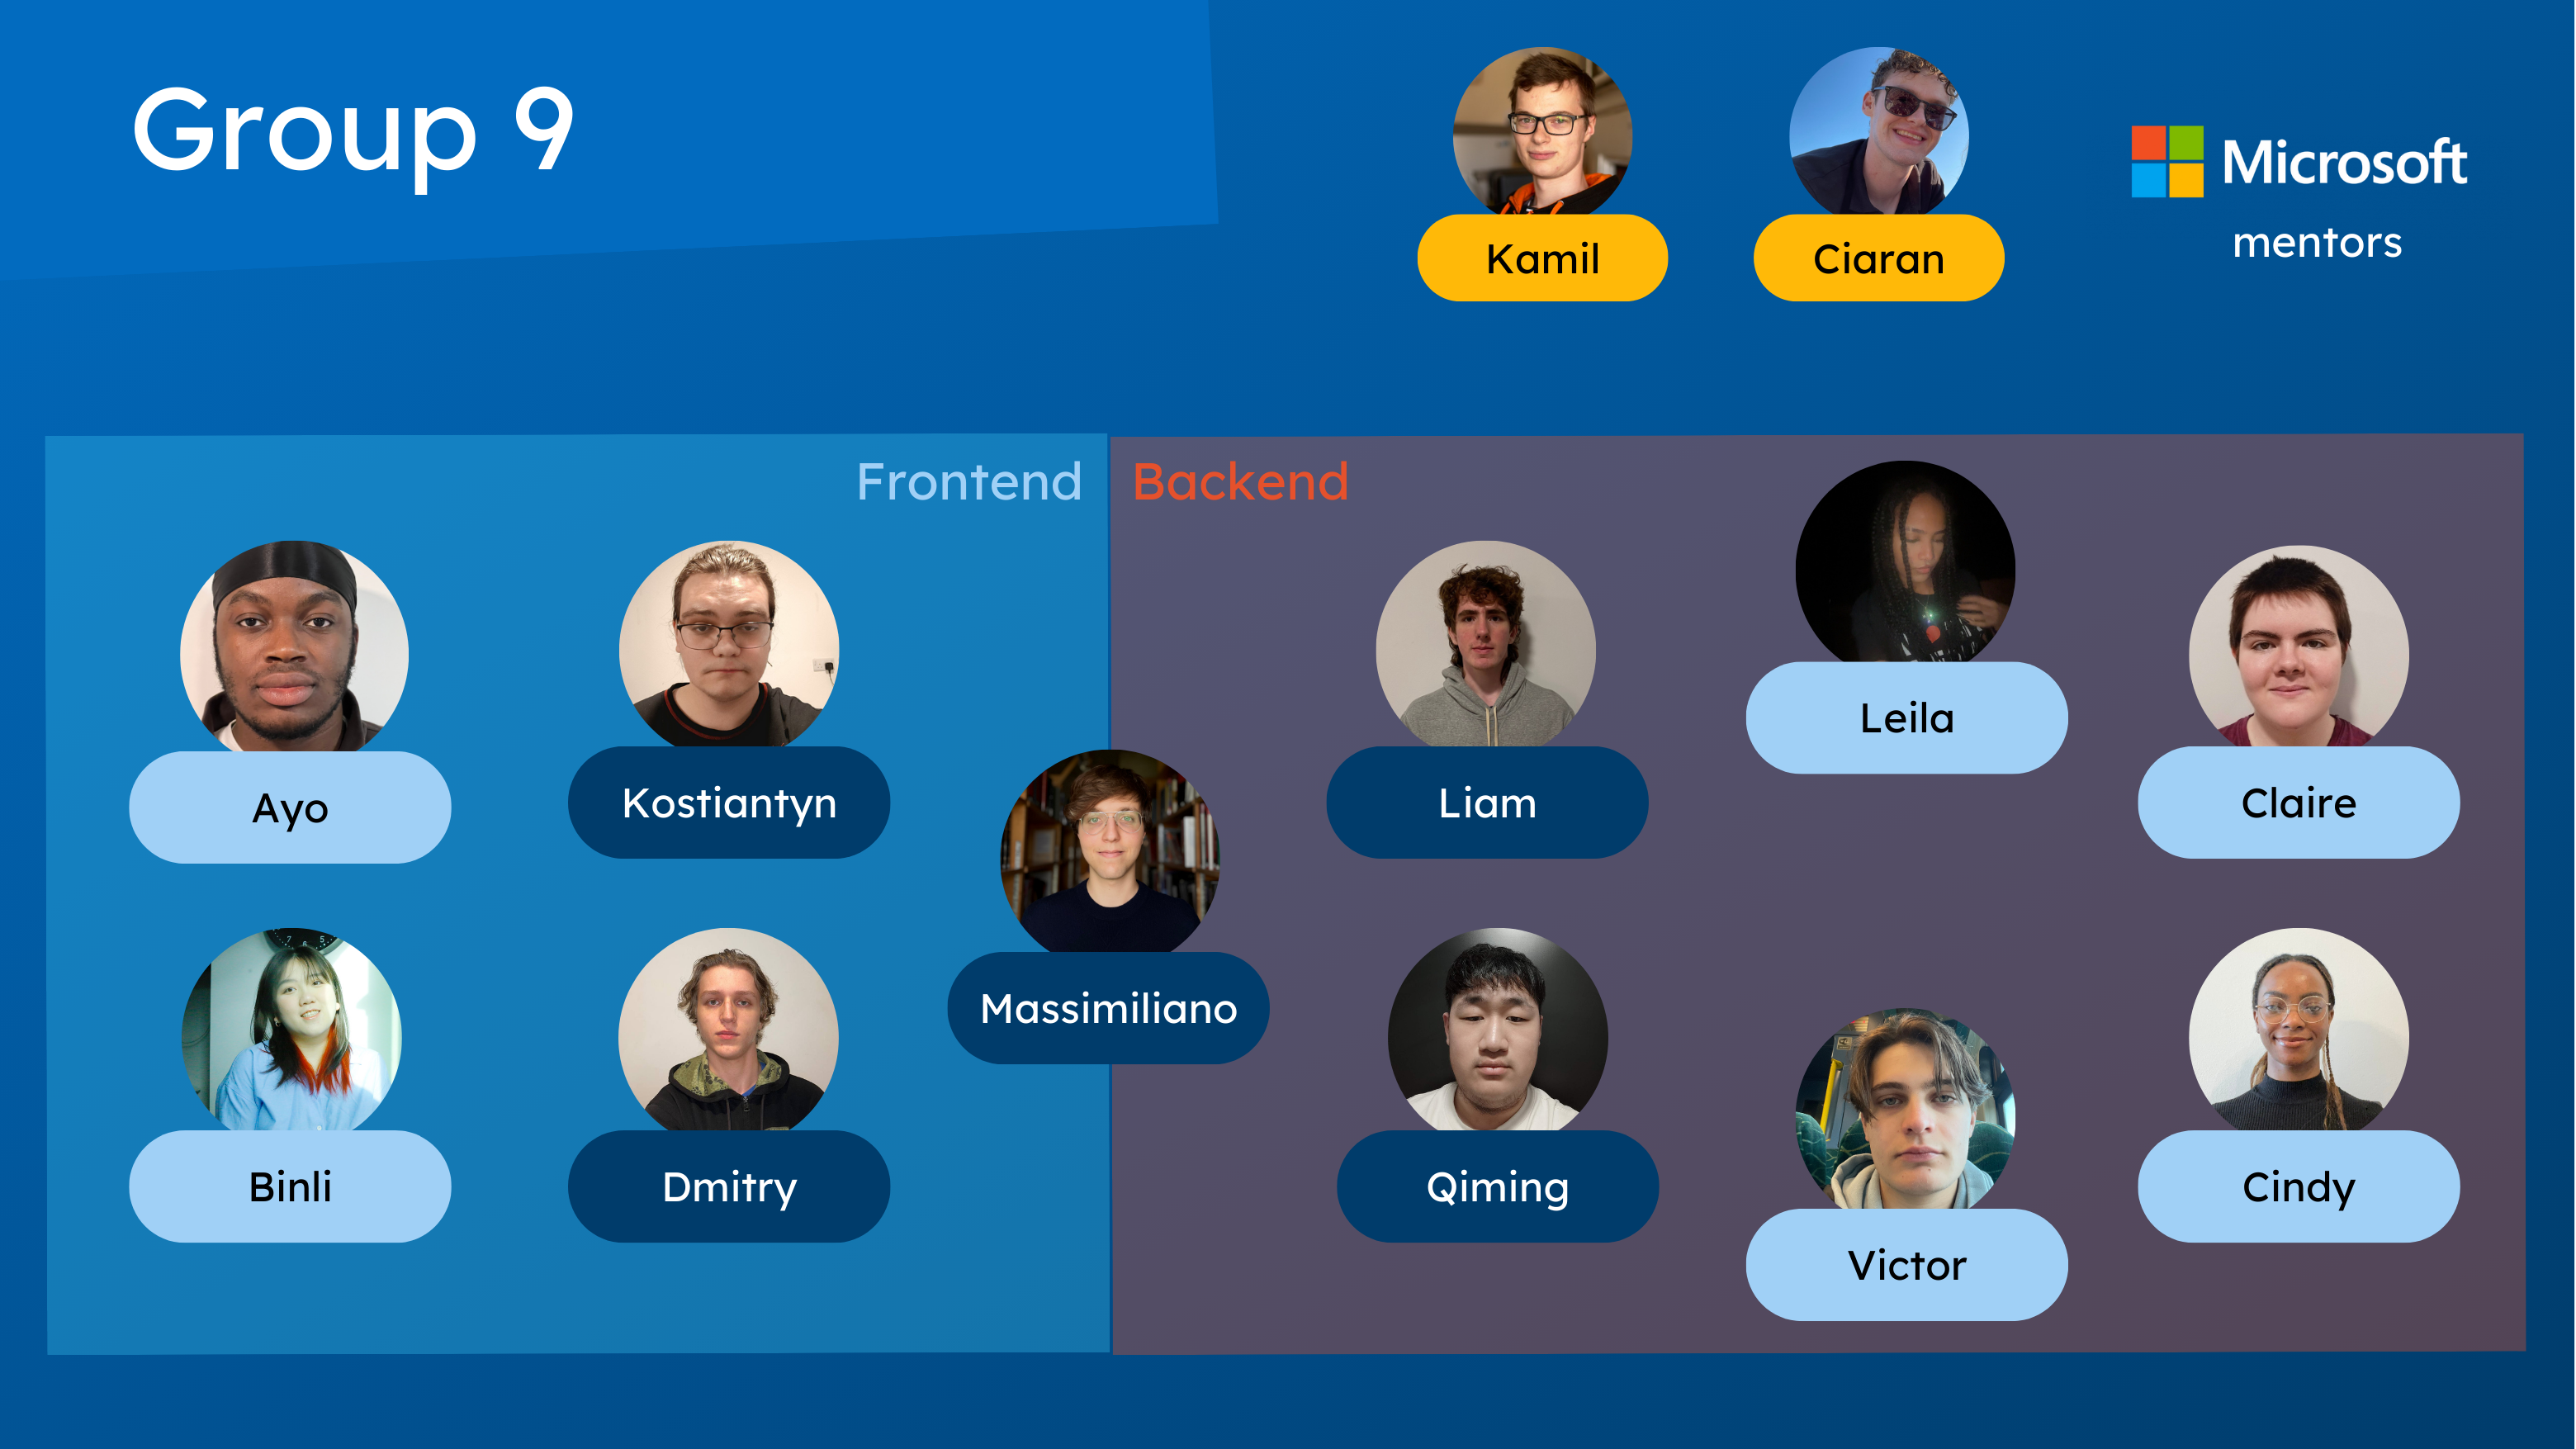 Group 9
Kamil
Ciaran
Microsoft
mentors
Frontend
Backend
Ayo
Kostiantyn
Massimiliano
Liam
Leila
Claire
Binli
Dmitry
Qiming
Victor
Cindy